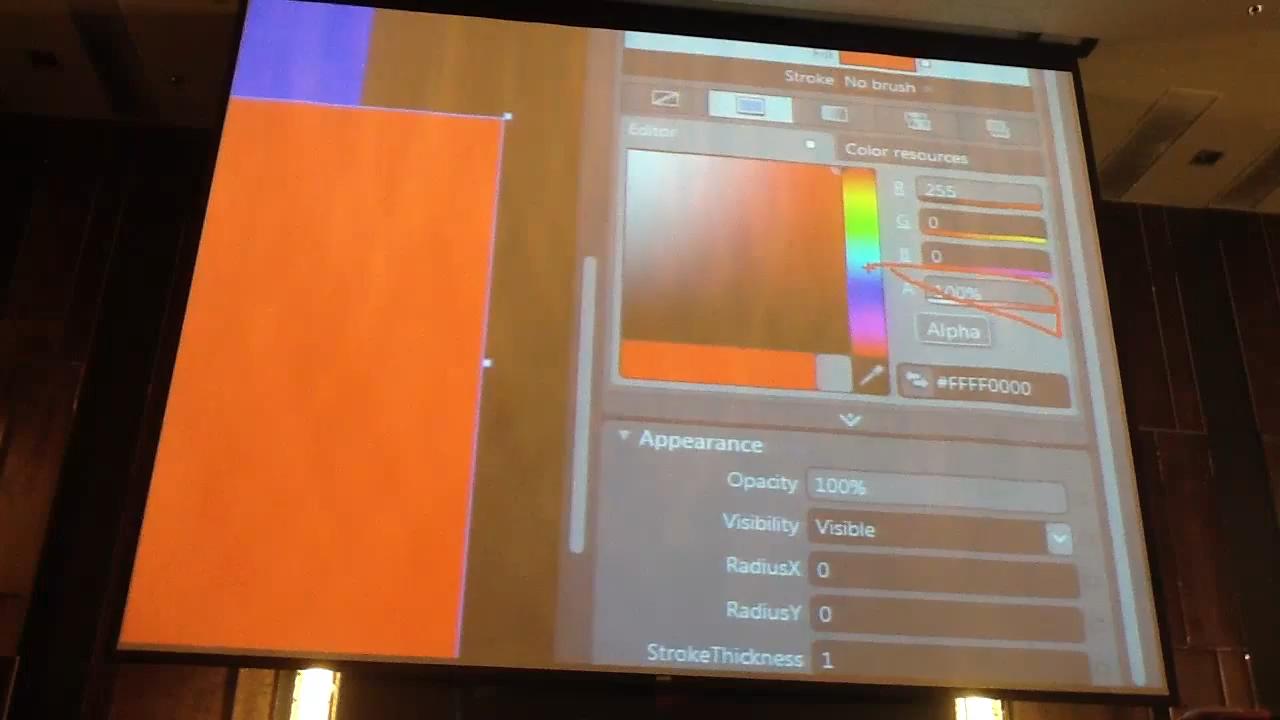 Stroke No brush
Editor
Color resources
R 255
G 0
B 0
A 100%
Alpha
#FFFF0000
Appearance
Opacity 100%
Visibility Visible
RadiusX 0
RadiusY 0
StrokeThickness 1